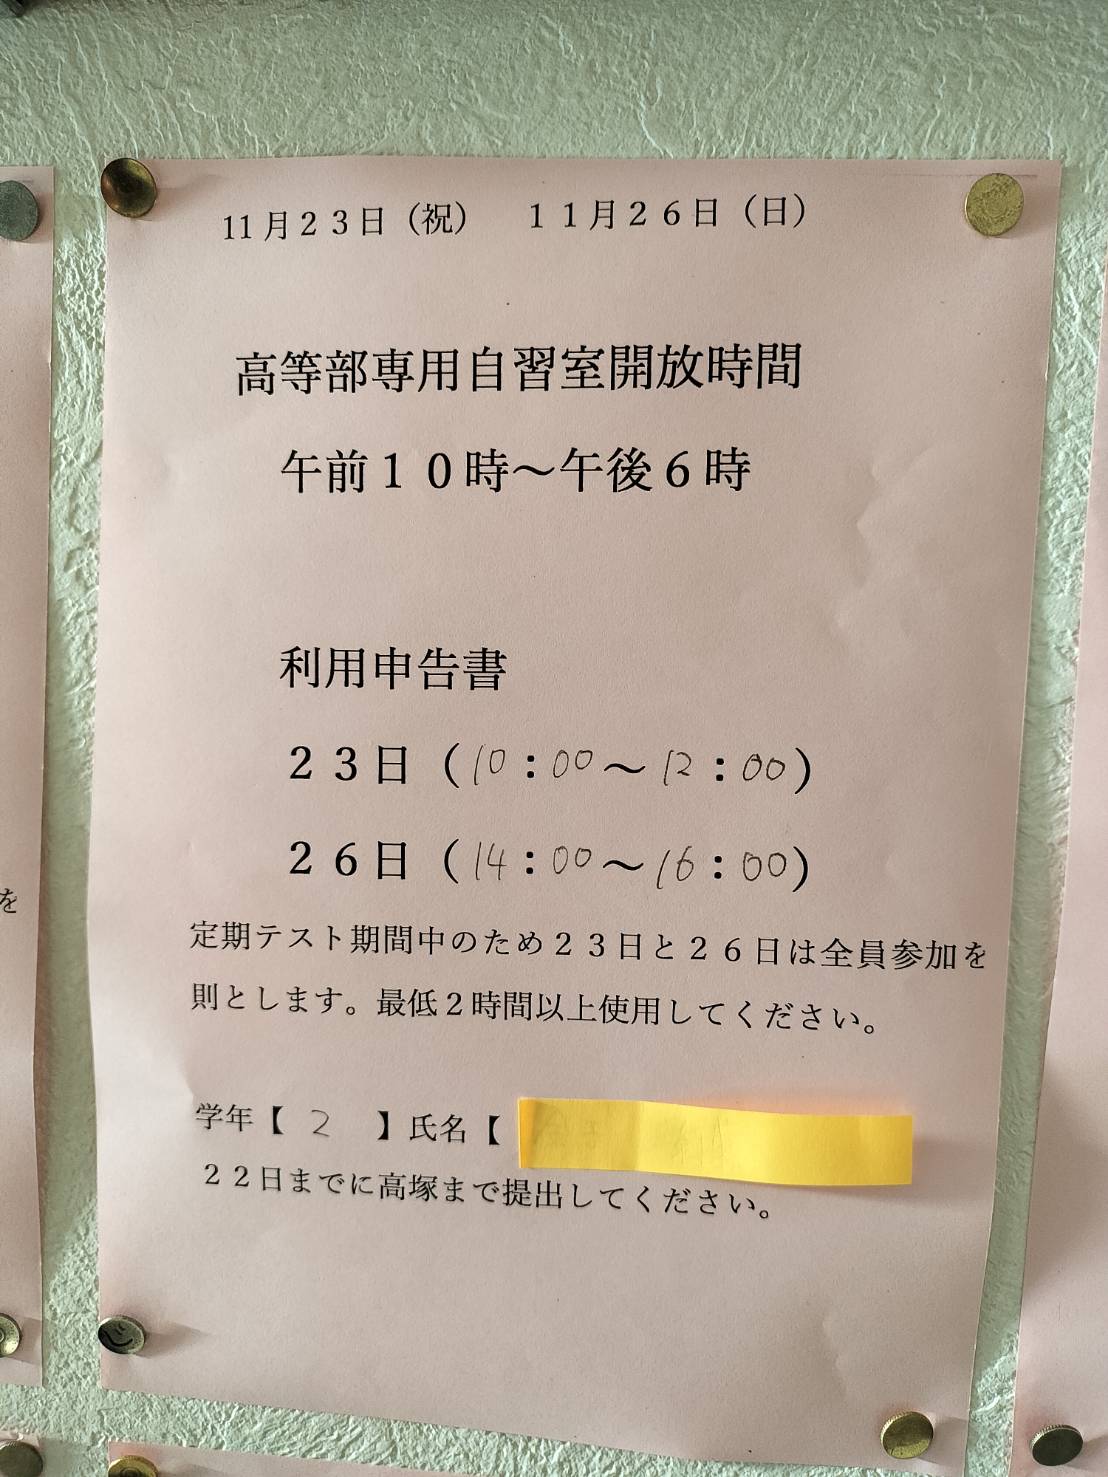 11月２３日（祝）　１１月２６日（日）
高等部専用自習室開放時間
午前１０時～午後６時
利用申告書
２３日（10：00～12：00）
２６日（14：00～16：00）
定期テスト期間中のため２３日と２６日は全員参加を
則とします。最低２時間以上使用してください。
学年【 2 】氏名【
２２日までに高塚まで提出してください。
を